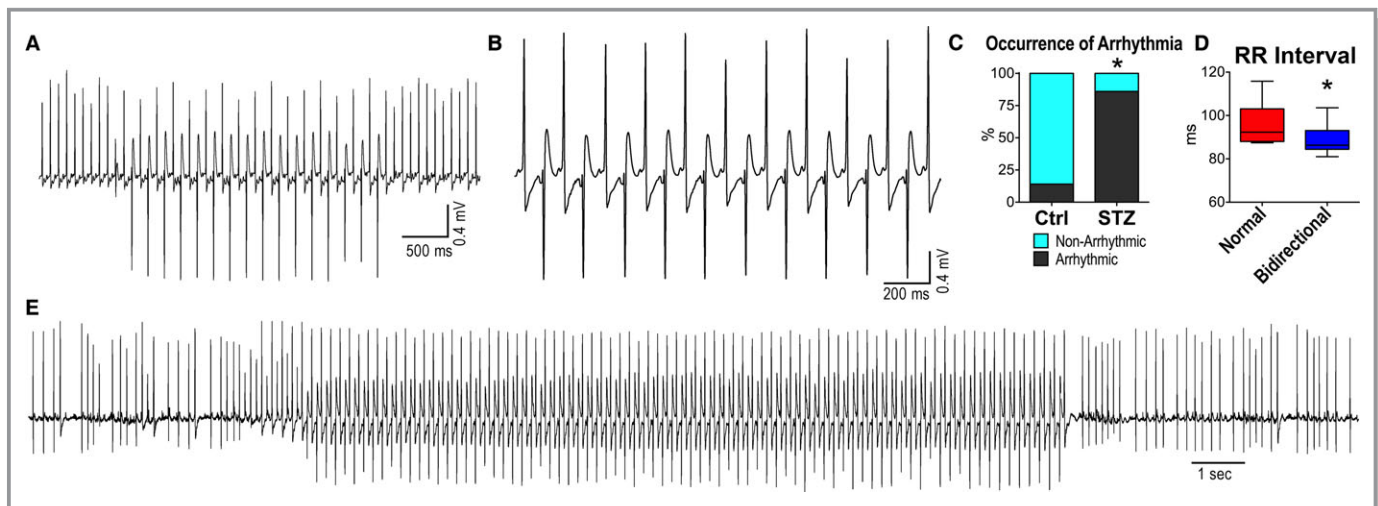 A
500 ms
0.4 mV
B
200 ms
0.4 mV
C
Occurrence of Arrhythmia
*
100
75
50
25
0
%
Ctrl
STZ
Non-Arrhythmic
Arrhythmic
D
RR Interval
*
120
100
80
60
ms
Normal
Bidirectional
E
1 sec